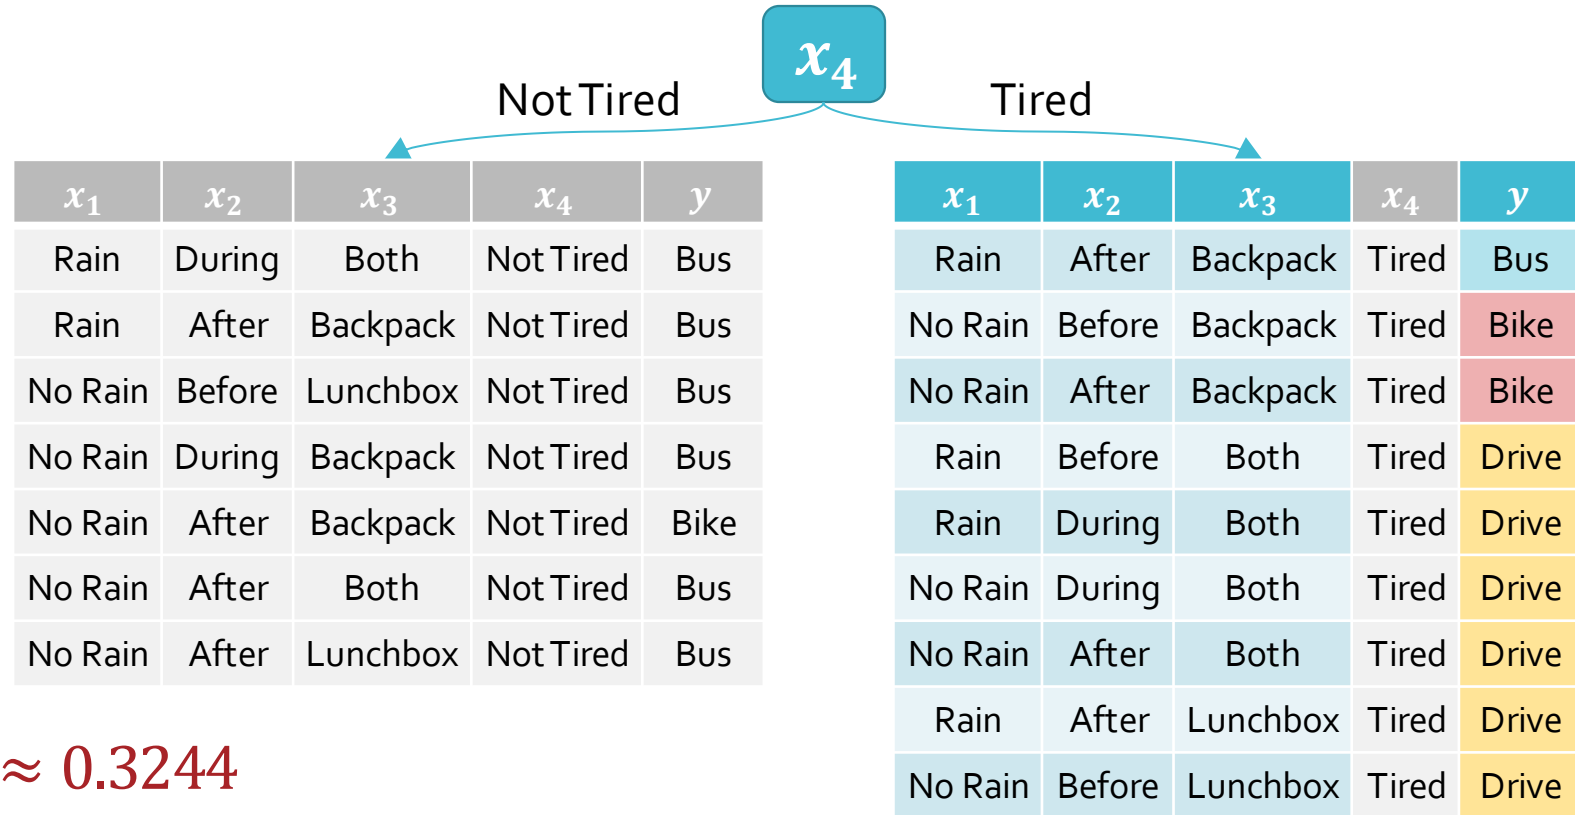 x₄
Not Tired Tired
x₁ x₂ x₃ x₄ y
Rain During Both Not Tired Bus
Rain After Backpack Not Tired Bus
No Rain Before Lunchbox Not Tired Bus
No Rain During Backpack Not Tired Bus
No Rain After Backpack Not Tired Bike
No Rain After Both Not Tired Bus
No Rain After Lunchbox Not Tired Bus
≈ 0.3244
x₁ x₂ x₃ x₄ y
Rain After Backpack Tired Bus
No Rain Before Backpack Tired Bike
No Rain After Backpack Tired Bike
Rain Before Both Tired Drive
Rain During Both Tired Drive
No Rain During Both Tired Drive
No Rain After Both Tired Drive
Rain After Lunchbox Tired Drive
No Rain Before Lunchbox Tired Drive